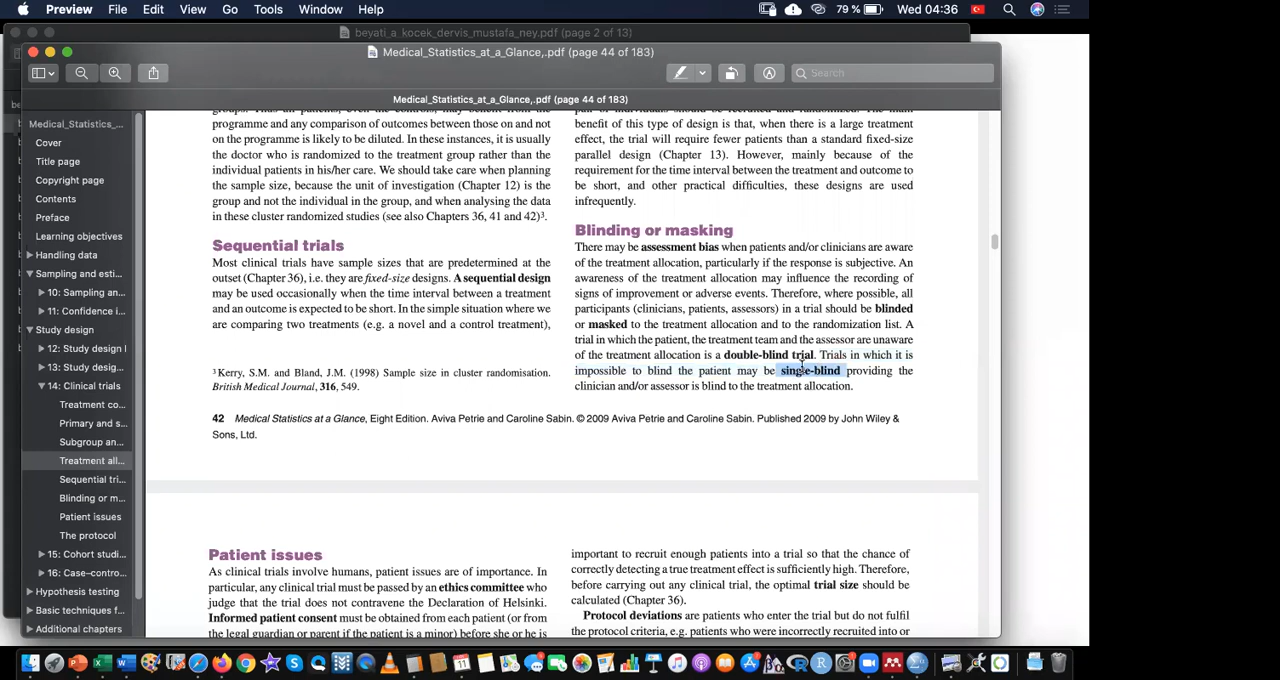 Preview File Edit View Go Tools Window Help 79 % Wed 04:36
beyati_a_kocek_dervis_mustafa_ney.pdf (page 2 of 13)
Medical_Statistics_at_a_Glance,.pdf (page 44 of 183)
Search
Medical_Statistics_at_a_Glance,.pdf (page 44 of 183)
Medical_Statistics_...
Cover
Title page
Copyright page
Contents
Preface
Learning objectives
Handling data
Sampling and esti...
10: Sampling an...
11: Confidence i...
Study design
12: Study design I
13: Study desig...
14: Clinical trials
Treatment co...
Primary and s...
Subgroup an...
Treatment all...
Sequential tri...
Blinding or m...
Patient issues
The protocol
15: Cohort studi...
16: Case–contro...
Hypothesis testing
Basic techniques f...
Additional chapters
programme and any comparison of outcomes between those on and not
on the programme is likely to be diluted. In these instances, it is usually
the doctor who is randomized to the treatment group rather than the
individual patients in his/her care. We should take care when planning
the sample size, because the unit of investigation (Chapter 12) is the
group and not the individual in the group, and when analysing the data
in these cluster randomized studies (see also Chapters 36, 41 and 42)³.
Sequential trials
Most clinical trials have sample sizes that are predetermined at the
outset (Chapter 36), i.e. they are fixed-size designs. A sequential design
may be used occasionally when the time interval between a treatment
and an outcome is expected to be short. In the simple situation where we
are comparing two treatments (e.g. a novel and a control treatment),
³ Kerry, S.M. and Bland, J.M. (1998) Sample size in cluster randomisation.
British Medical Journal, 316, 549.
benefit of this type of design is that, when there is a large treatment
effect, the trial will require fewer patients than a standard fixed-size
parallel design (Chapter 13). However, mainly because of the
requirement for the time interval between the treatment and outcome to
be short, and other practical difficulties, these designs are used
infrequently.
Blinding or masking
There may be assessment bias when patients and/or clinicians are aware
of the treatment allocation, particularly if the response is subjective. An
awareness of the treatment allocation may influence the recording of
signs of improvement or adverse events. Therefore, where possible, all
participants (clinicians, patients, assessors) in a trial should be blinded
or masked to the treatment allocation and to the randomization list. A
trial in which the patient, the treatment team and the assessor are unaware
of the treatment allocation is a double-blind trial. Trials in which it is
impossible to blind the patient may be single-blind providing the
clinician and/or assessor is blind to the treatment allocation.
42 Medical Statistics at a Glance, Eight Edition. Aviva Petrie and Caroline Sabin. © 2009 Aviva Petrie and Caroline Sabin. Published 2009 by John Wiley &
Sons, Ltd.
Patient issues
As clinical trials involve humans, patient issues are of importance. In
particular, any clinical trial must be passed by an ethics committee who
judge that the trial does not contravene the Declaration of Helsinki.
Informed patient consent must be obtained from each patient (or from
the legal guardian or parent if the patient is a minor) before she or he is
important to recruit enough patients into a trial so that the chance of
correctly detecting a true treatment effect is sufficiently high. Therefore,
before carrying out any clinical trial, the optimal trial size should be
calculated (Chapter 36).
Protocol deviations are patients who enter the trial but do not fulfil
the protocol criteria, e.g. patients who were incorrectly recruited into or